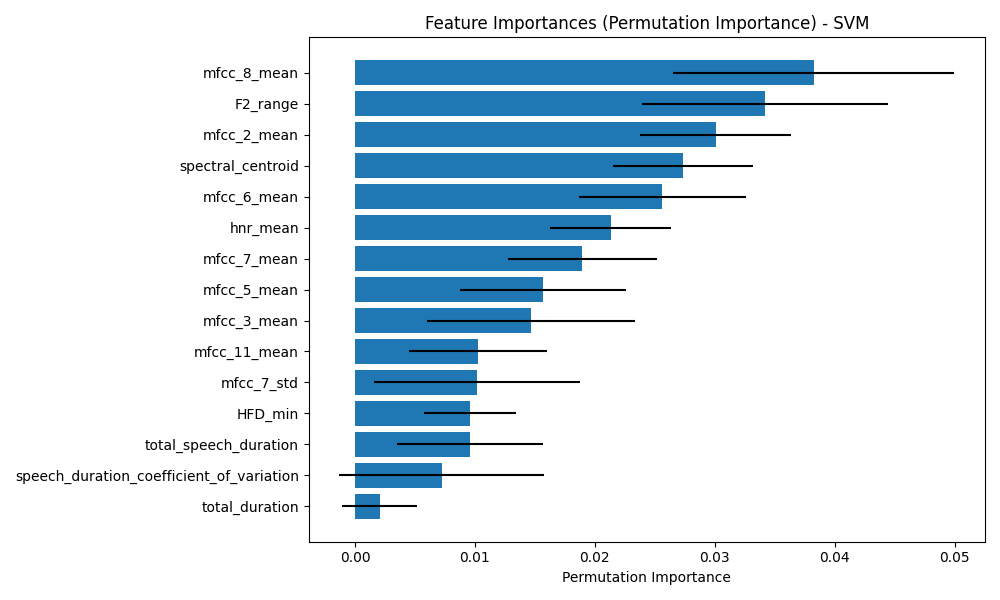 Feature Importances (Permutation Importance) - SVM
mfcc_8_mean
F2_range
mfcc_2_mean
spectral_centroid
mfcc_6_mean
hnr_mean
mfcc_7_mean
mfcc_5_mean
mfcc_3_mean
mfcc_11_mean
mfcc_7_std
HFD_min
total_speech_duration
speech_duration_coefficient_of_variation
total_duration
0.00 0.01 0.02 0.03 0.04 0.05
Permutation Importance